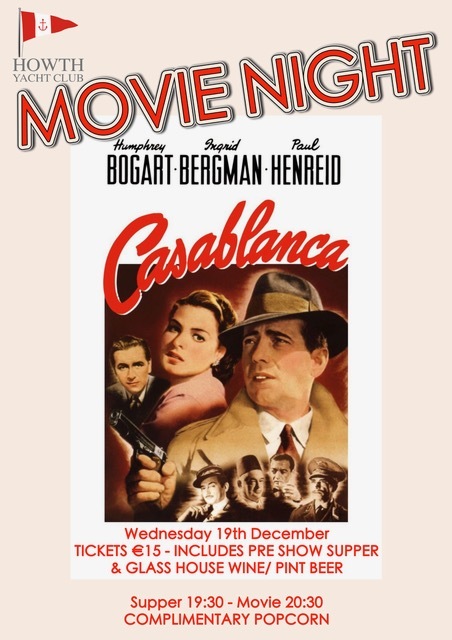 HOWTH
YACHT CLUB
MOVIE NIGHT
Humphrey Ingrid Paul
BOGART·BERGMAN·HENREID
Casablanca
Wednesday 19th December
TICKETS €15 - INCLUDES PRE SHOW SUPPER
& GLASS HOUSE WINE/ PINT BEER
Supper 19:30 - Movie 20:30
COMPLIMENTARY POPCORN